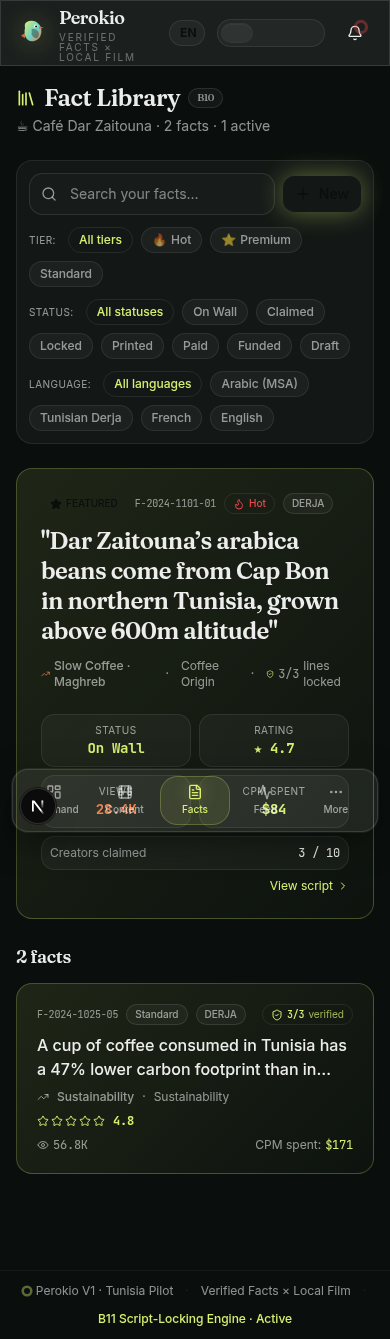 Perokio
VERIFIED
FACTS ×
LOCAL FILM
EN
Fact Library B10
Café Dar Zaitouna · 2 facts · 1 active
Search your facts...
+ New
TIER: All tiers 🔥 Hot ⭐ Premium
Standard
STATUS: All statuses On Wall Claimed
Locked Printed Paid Funded Draft
LANGUAGE: All languages Arabic (MSA)
Tunisian Derja French English
★ FEATURED F-2024-1101-01 Hot DERJA
"Dar Zaitouna’s arabica
beans come from Cap Bon
in northern Tunisia, grown
above 600m altitude"
Slow Coffee ·
Maghreb
· Coffee
Origin
· 3/3 lines
locked
STATUS
On Wall
RATING
★ 4.7
28.4K
CPM SPENT
$84
N
Facts
More
Creators claimed 3 / 10
View script >
2 facts
F-2024-1025-05 Standard DERJA 3/3 verified
A cup of coffee consumed in Tunisia has
a 47% lower carbon footprint than in...
Sustainability · Sustainability
4.8
56.8K
CPM spent: $171
Perokio V1 · Tunisia Pilot · Verified Facts × Local Film ·
B11 Script-Locking Engine · Active